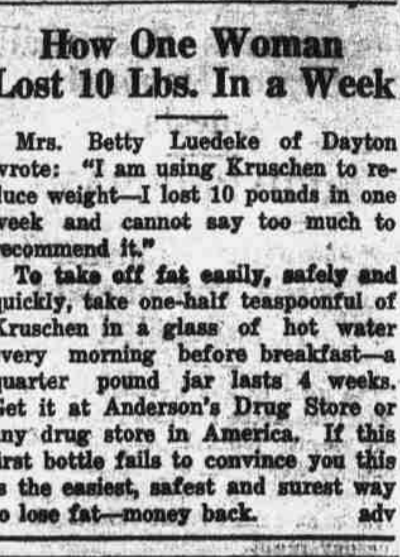 How One Woman
Lost 10 Lbs. In a Week
Mrs. Betty Luedeke of Dayton
wrote: "I am using Kruschen to re-
duce weight—I lost 10 pounds in one
week and cannot say too much to
recommend it."
To take off fat easily, safely and
quickly, take one-half teaspoonful of
Kruschen in a glass of hot water
every morning before breakfast—a
quarter pound jar lasts 4 weeks.
Get it at Anderson's Drug Store or
any drug store in America. If this
first bottle fails to convince you this
is the easiest, safest and surest way
to lose fat—money back. adv